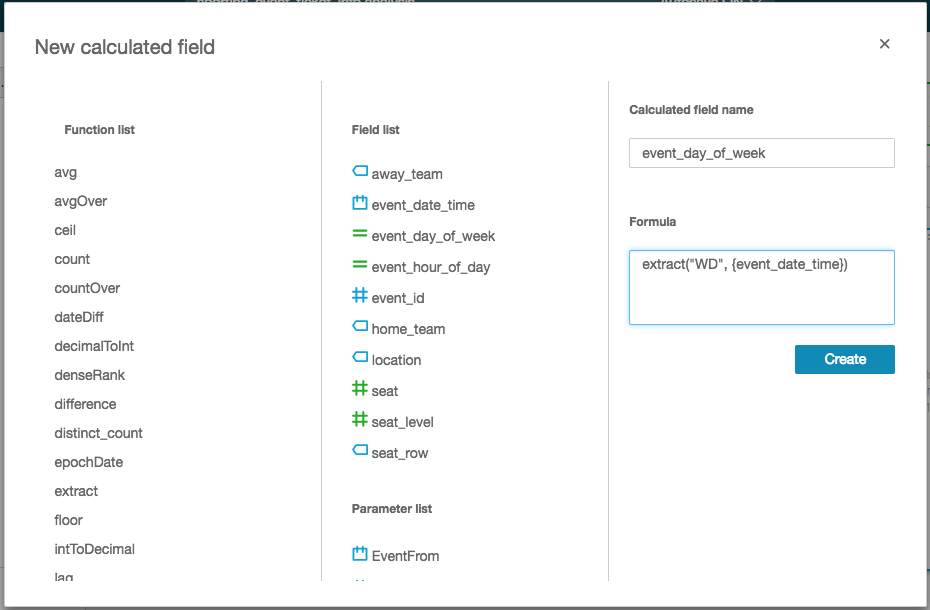 New calculated field
Function list
avg
avgOver
ceil
count
countOver
dateDiff
decimalToInt
denseRank
difference
distinct_count
epochDate
extract
floor
intToDecimal
lag
Field list
away_team
event_date_time
event_day_of_week
event_hour_of_day
event_id
home_team
location
seat
seat_level
seat_row
Parameter list
EventFrom
Calculated field name
event_day_of_week
Formula
extract("WD", {event_date_time})
Create